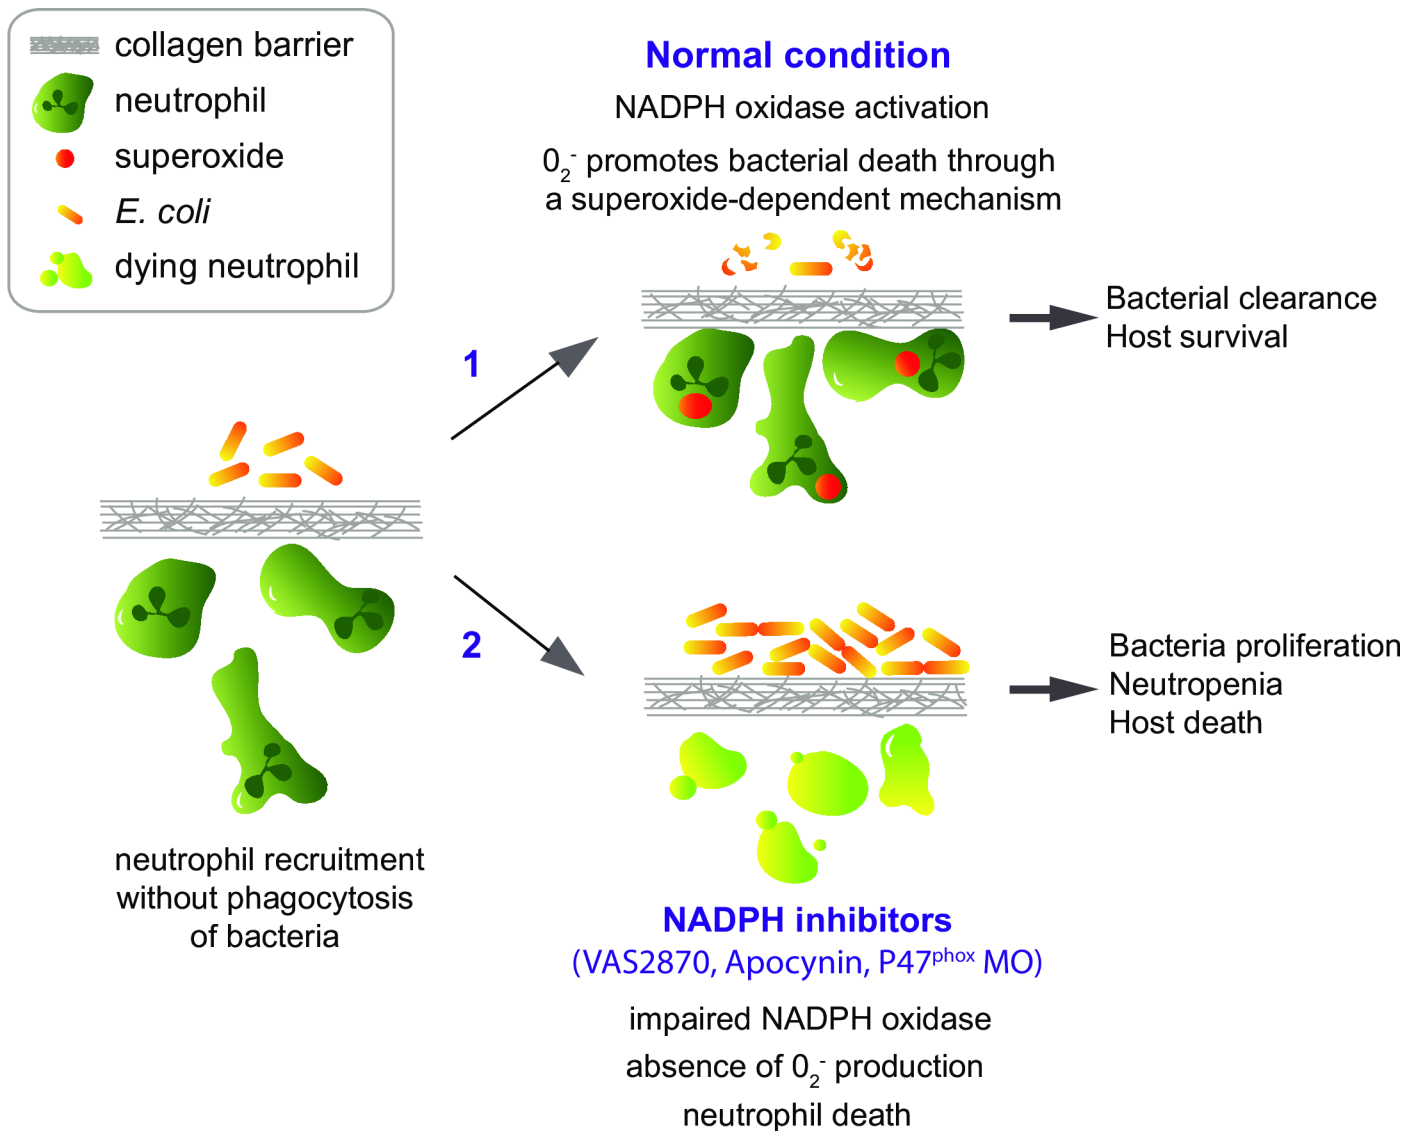 collagen barrier
neutrophil
superoxide
E. coli
dying neutrophil
Normal condition
NADPH oxidase activation
0₂⁻ promotes bacterial death through
a superoxide-dependent mechanism
Bacterial clearance
Host survival
1
2
neutrophil recruitment
without phagocytosis
of bacteria
Bacteria proliferation
Neutropenia
Host death
NADPH inhibitors
(VAS2870, Apocynin, P47ᵖʰᵒˣ MO)
impaired NADPH oxidase
absence of 0₂⁻ production
neutrophil death